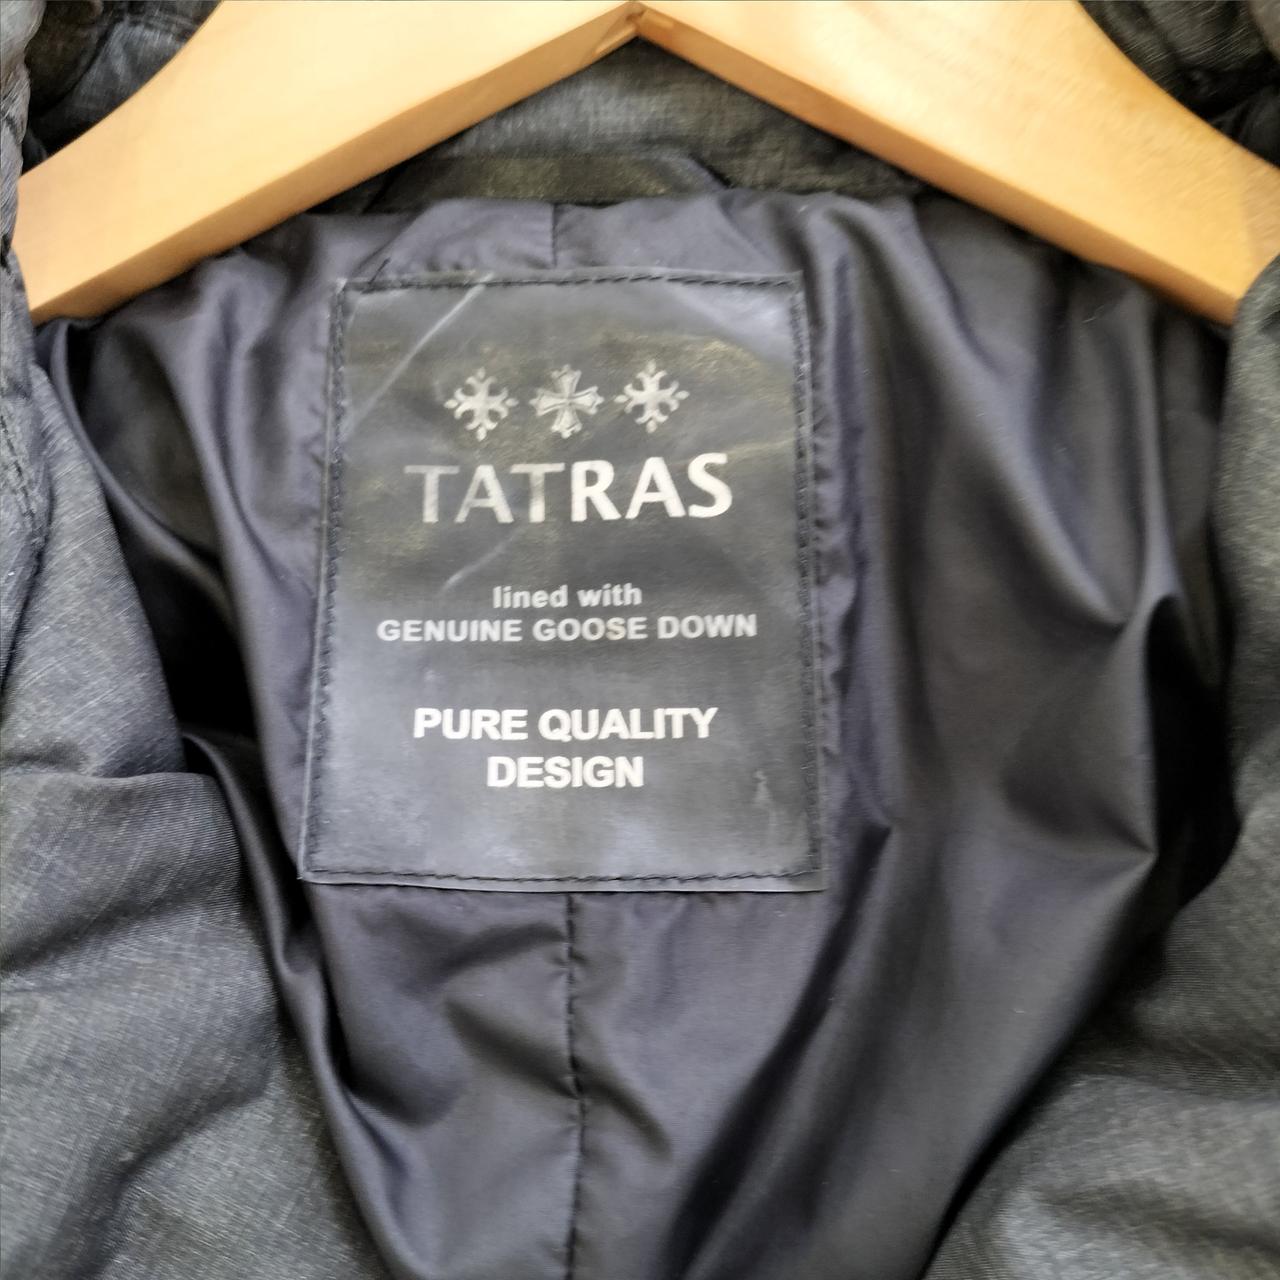 TATRAS
lined with
GENUINE GOOSE DOWN
PURE QUALITY
DESIGN